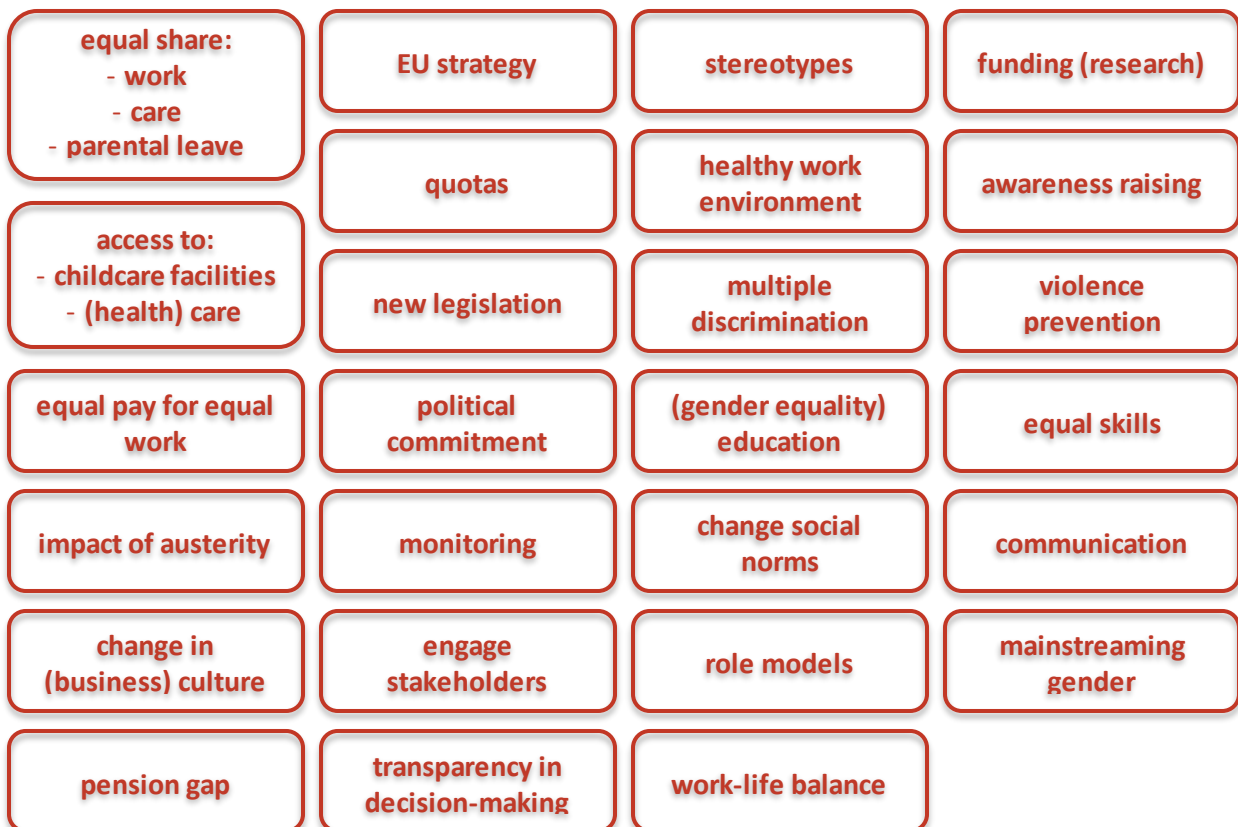 equal share:
- work
- care
- parental leave
EU strategy
stereotypes
funding (research)
quotas
healthy work
environment
awareness raising
access to:
- childcare facilities
- (health) care
new legislation
multiple
discrimination
violence
prevention
equal pay for equal
work
political
commitment
(gender equality)
education
equal skills
impact of austerity
monitoring
change social
norms
communication
change in
(business) culture
engage
stakeholders
role models
mainstreaming
gender
pension gap
transparency in
decision-making
work-life balance